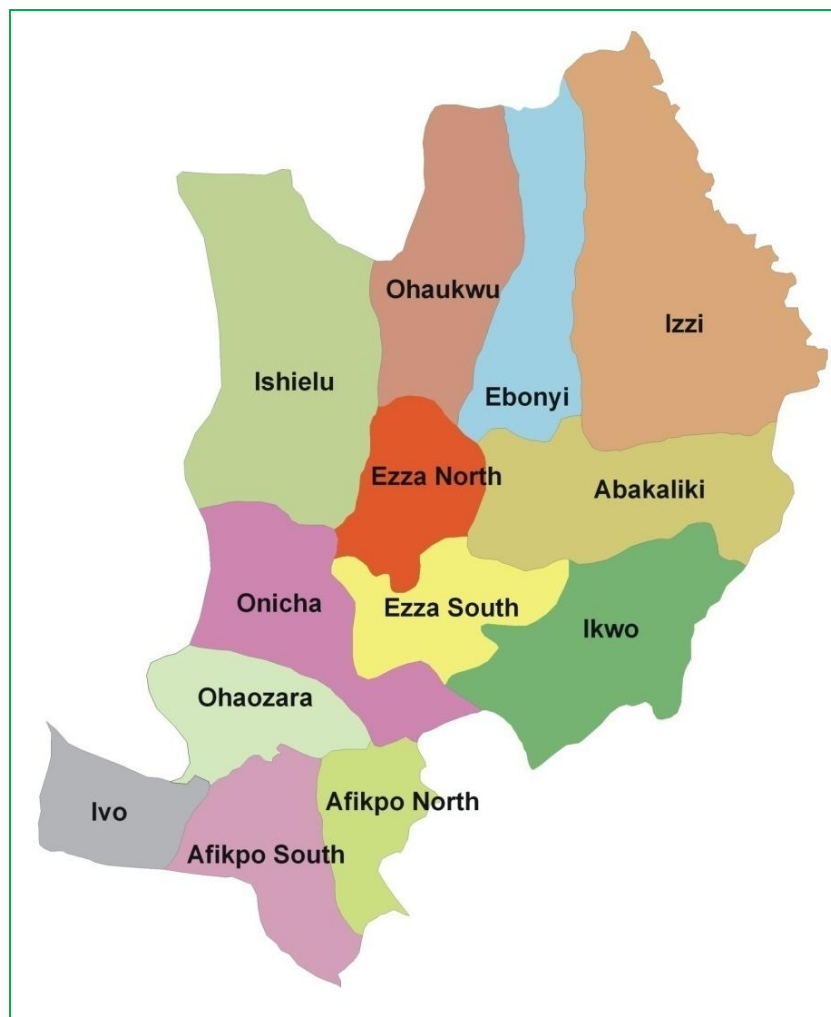 Ohaukwu
Izzi
Ishielu
Ebonyi
Ezza North
Abakaliki
Onicha
Ezza South
Ikwo
Ohaozara
Afikpo North
Ivo
Afikpo South